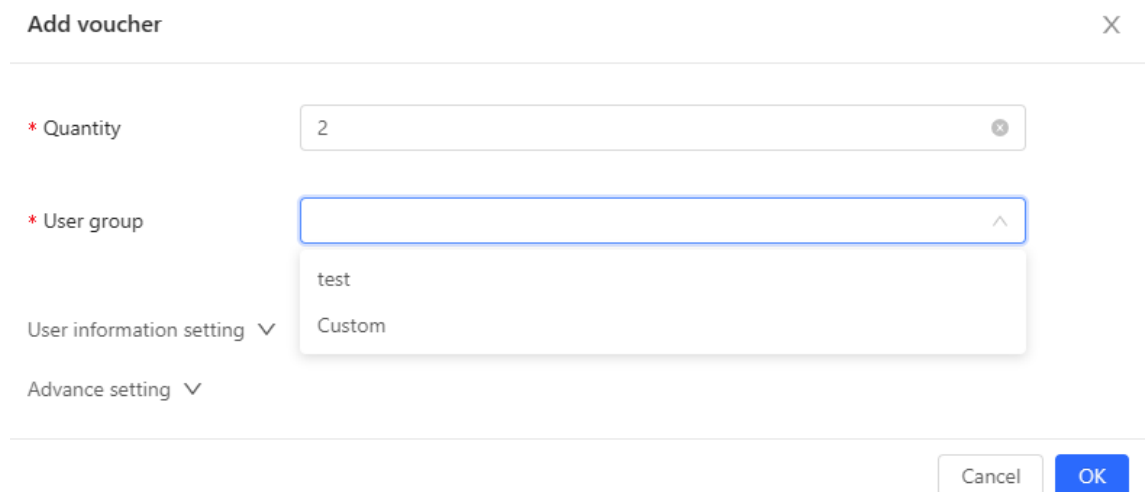 Add voucher
* Quantity
2
* User group
test
Custom
User information setting
Advance setting
Cancel
OK